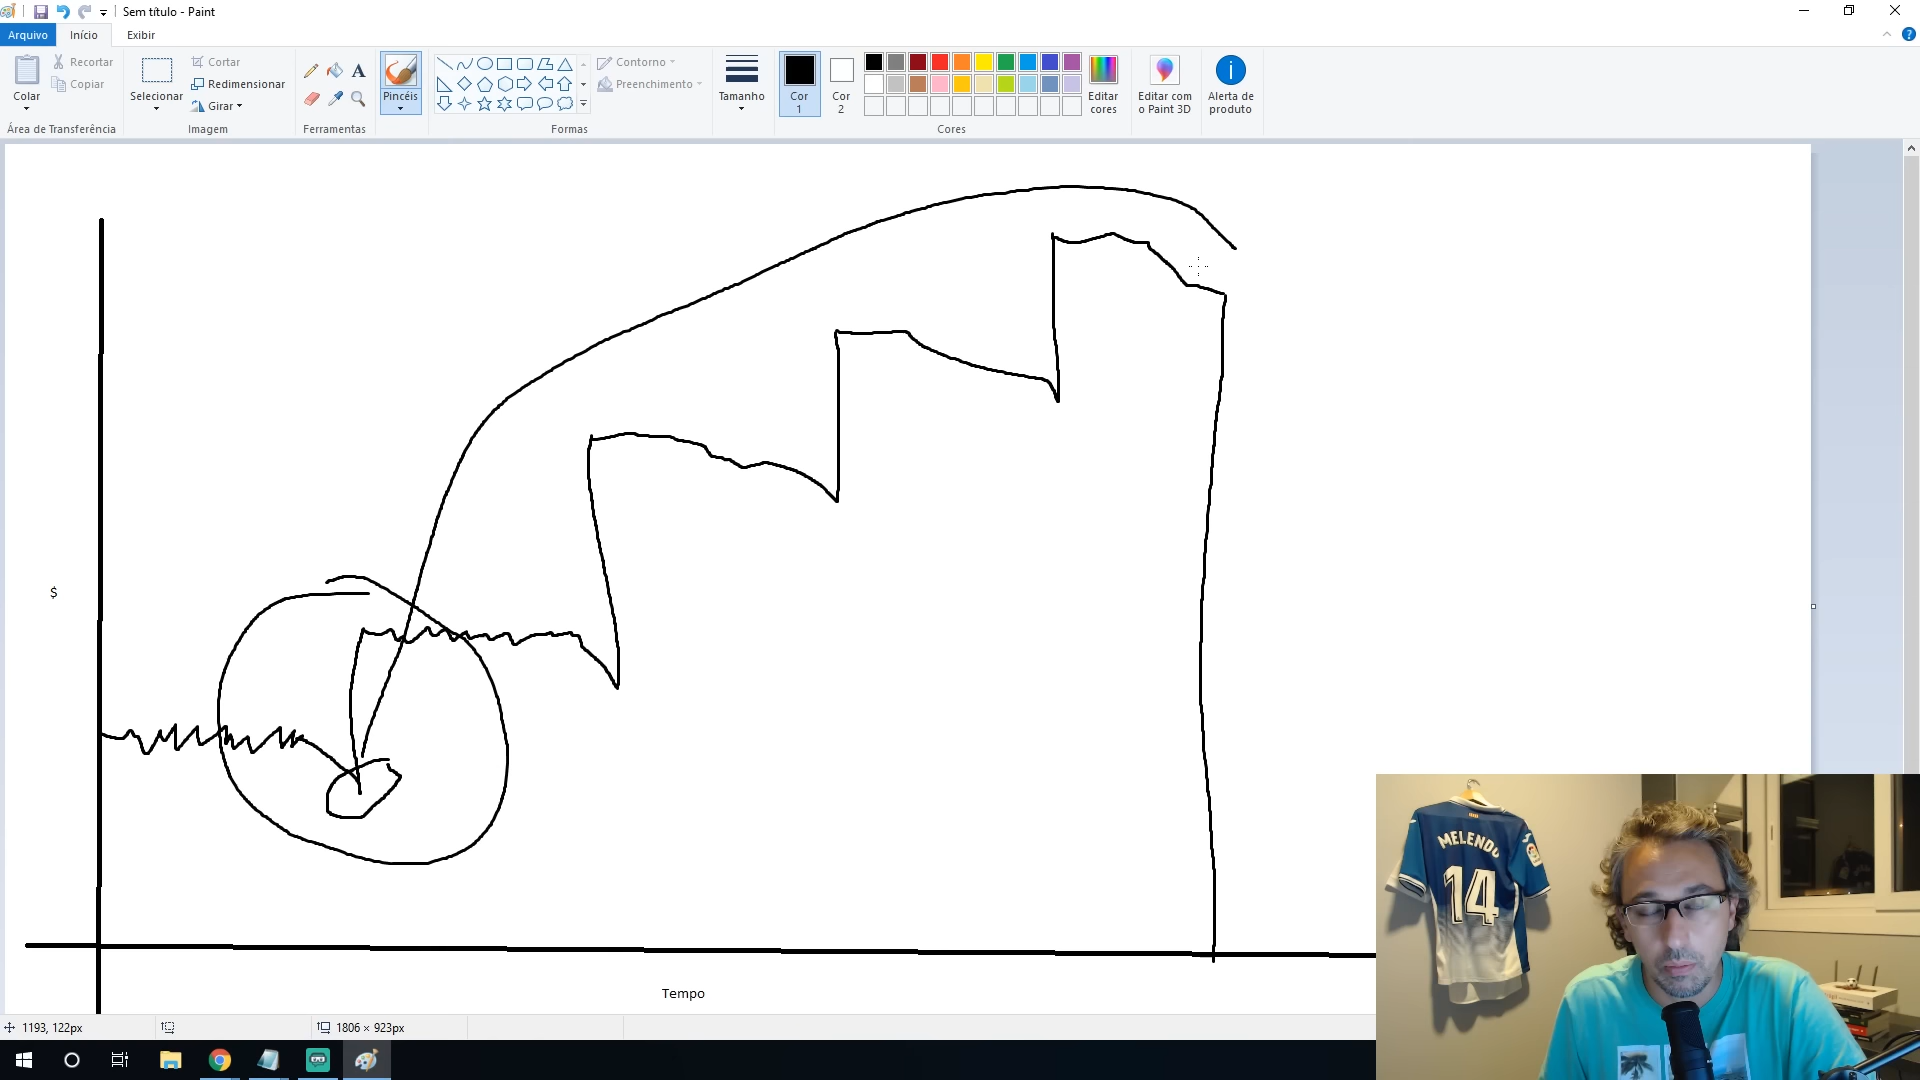 Sem título - Paint
Arquivo Início Exibir
Colar
Recortar
Copiar
Área de Transferência
Selecionar
Cortar
Redimensionar
Girar
Imagem
A
Ferramentas
Pincéis
Contorno
Preenchimento
Formas
Tamanho
Cor
1
Cor
2
Editar
cores
Cores
Editar com
o Paint 3D
Alerta de
produto
$
Tempo
MELENDO
14
1193, 122px
1806 × 923px